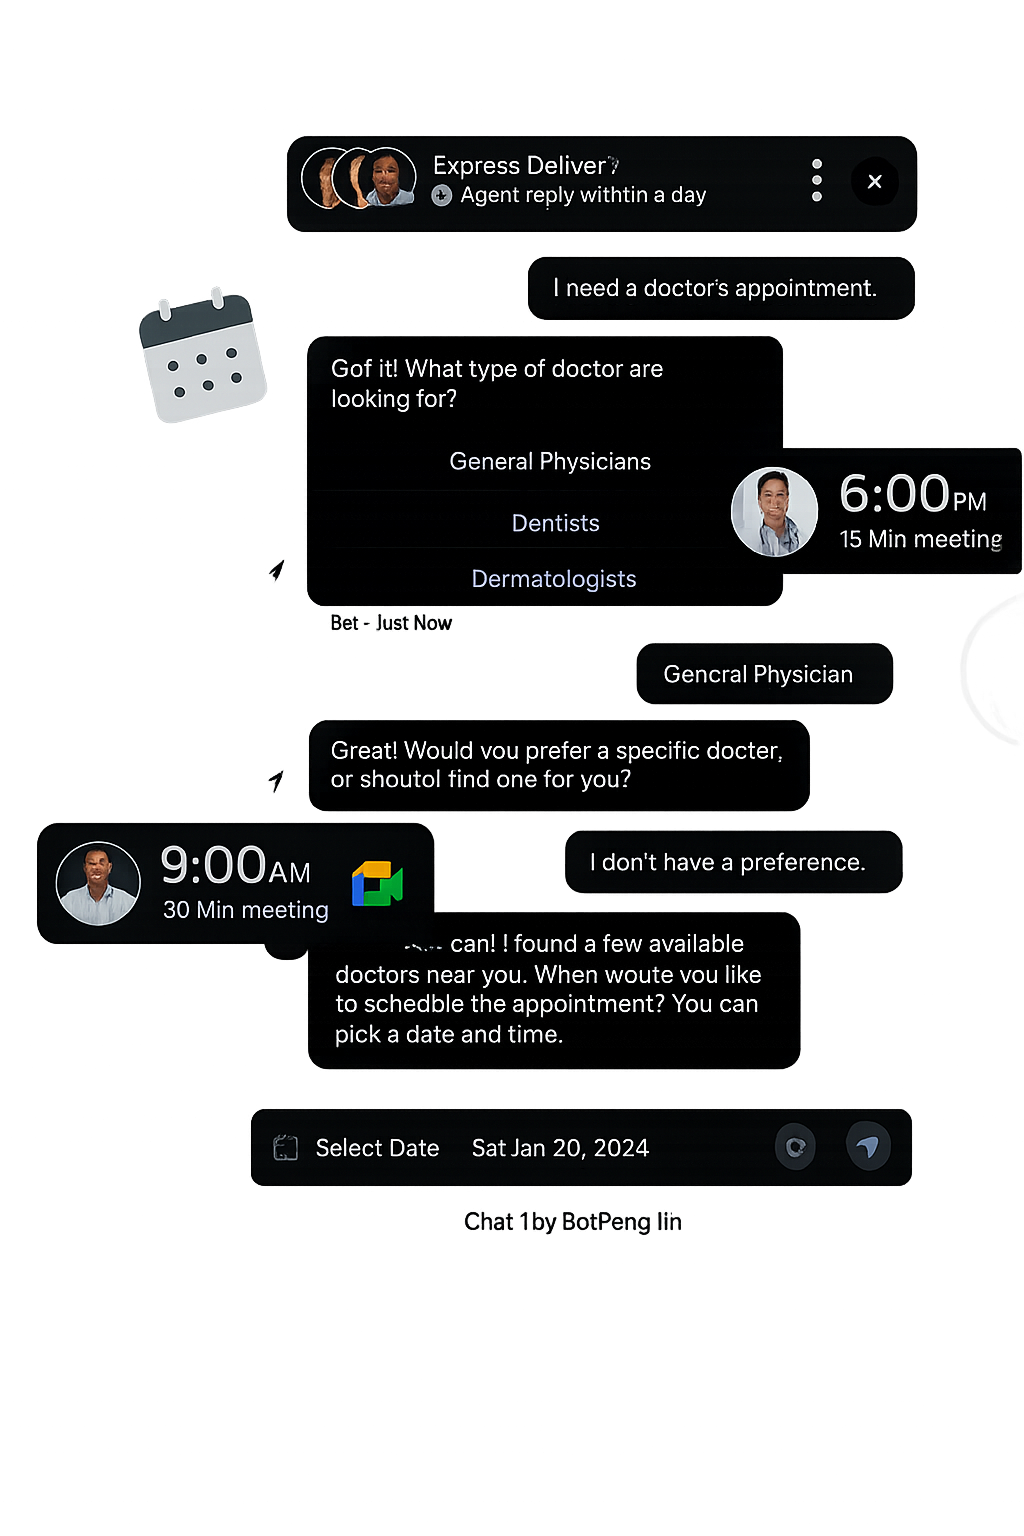 Express Deliver
Agent reply withtin a day
I need a doctor's appointment.
Gof it! What type of doctor are
looking for?
General Physicians
Dentists
Dermatologists
6:00PM
15 Min meeting
Bet - Just Now
Gencral Physician
Great! Would vou prefer a specific docter,
or shoutol find one for you?
I don't have a preference.
9:00AM
30 Min meeting
can! I found a few available
doctors near you. When woute vou like
to schedble the appointment? You can
pick a date and time.
Select Date Sat Jan 20, 2024
Chat 1by BotPeng Iin